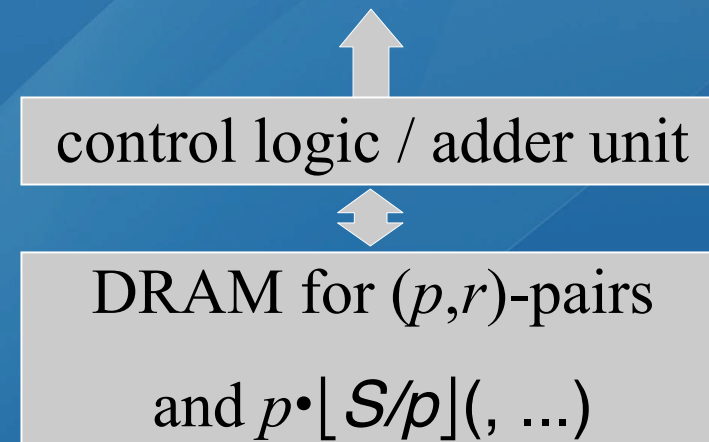 control logic / adder unit
DRAM for (p,r)-pairs
and p•⌊S/p⌋(, ...)